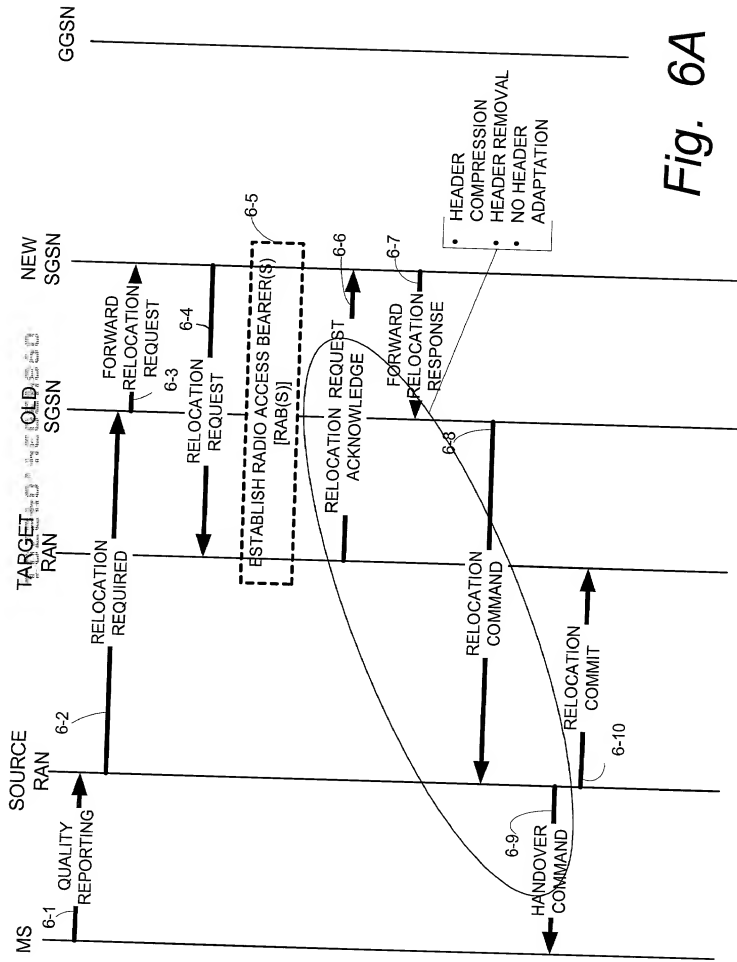 MS
SOURCE
RAN
TARGET
RAN
OLD
SGSN
NEW
SGSN
GGSN
6-1
QUALITY
REPORTING
6-2
RELOCATION
REQUIRED
FORWARD
RELOCATION
REQUEST
6-3
6-4
RELOCATION
REQUEST
6-5
ESTABLISH RADIO ACCESS BEARER(S)
[RAB(S)]
6-6
RELOCATION REQUEST
ACKNOWLEDGE
6-7
FORWARD
RELOCATION
RESPONSE
• HEADER
COMPRESSION
• HEADER REMOVAL
• NO HEADER
ADAPTATION
6-8
RELOCATION
COMMAND
6-9
HANDOVER
COMMAND
RELOCATION
COMMIT
6-10
Fig. 6A